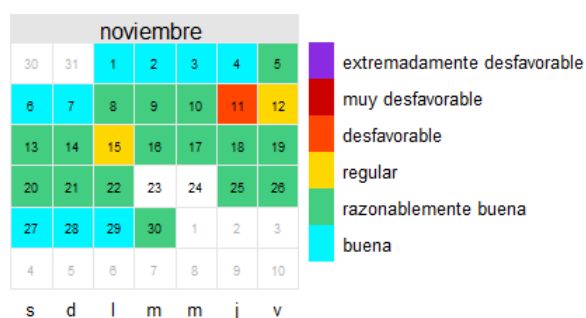 noviembre
30 31 1 2 3 4 5
6 7 8 9 10 11 12
13 14 15 16 17 18 19
20 21 22 23 24 25 26
27 28 29 30 1 2 3
4 5 6 7 8 9 10
s d l m m j v
extremadamente desfavorable
muy desfavorable
desfavorable
regular
razonablemente buena
buena